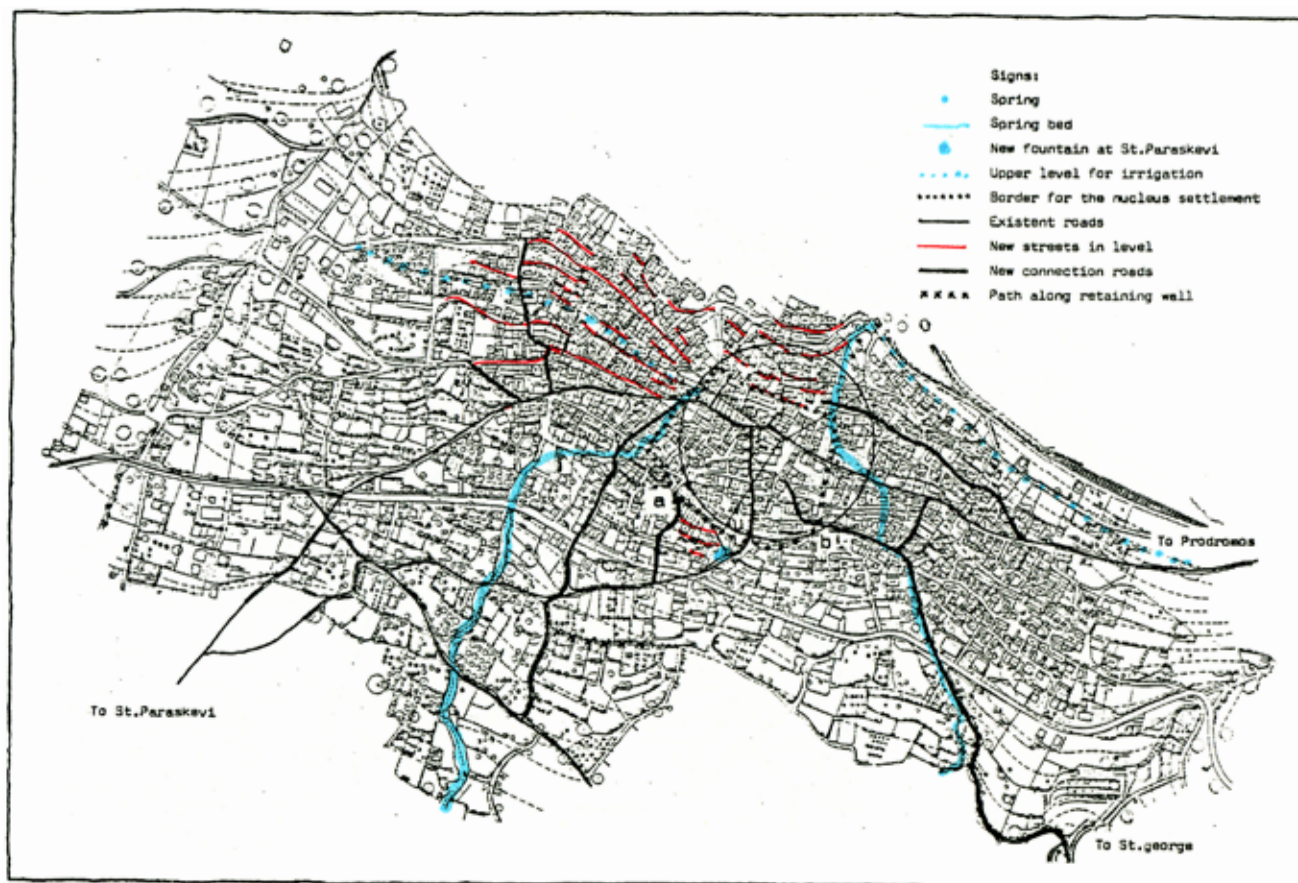 Signs:
Spring
Spring bed
New fountain at St.Paraskevi
Upper level for irrigation
Border for the nucleus settlement
Existent roads
New streets in level
New connection roads
Path along retaining wall
a
b
To Prodromos
To St.Paraskevi
To St.george